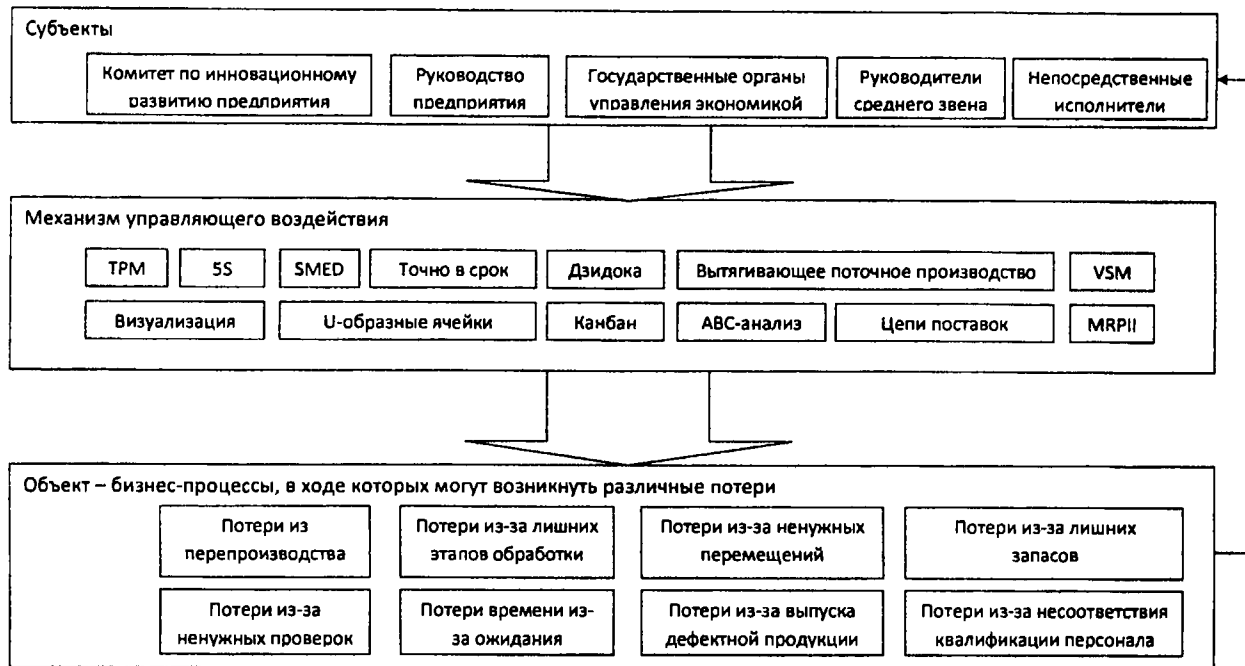 Субъекты
Комитет по инновационному
развитию предприятия
Руководство
предприятия
Государственные органы
управления экономикой
Руководители
среднего звена
Непосредственные
исполнители
Механизм управляющего воздействия
TPM
5S
SMED
Точно в срок
Дзидока
Вытягивающее поточное производство
VSM
Визуализация
U-образные ячейки
Канбан
ABC-анализ
Цепи поставок
MRPII
Объект – бизнес-процессы, в ходе которых могут возникнуть различные потери
Потери из
перепроизводства
Потери из-за лишних
этапов обработки
Потери из-за ненужных
перемещений
Потери из-за лишних
запасов
Потери из-за
ненужных проверок
Потери времени из-
за ожидания
Потери из-за выпуска
дефектной продукции
Потери из-за несоответствия
квалификации персонала